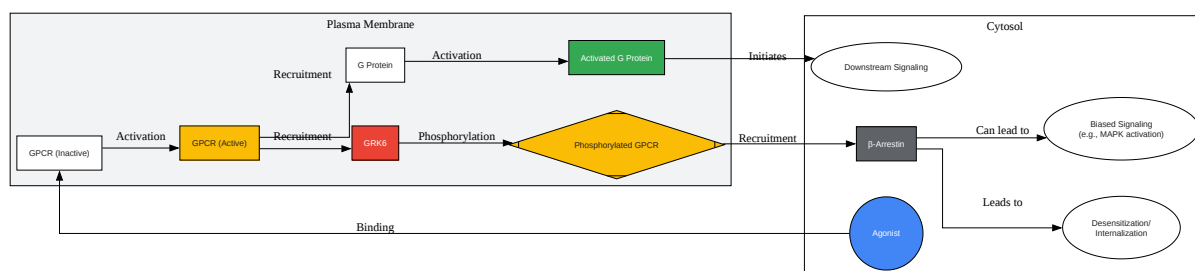 Plasma Membrane
Cytosol
G Protein
Activation
Activated G Protein
Initiates
Downstream Signaling
Recruitment
GPCR (Inactive)
Activation
GPCR (Active)
Recruitment
GRK6
Phosphorylation
Phosphorylated GPCR
Recruitment
β-Arrestin
Can lead to
Biased Signaling
(e.g., MAPK activation)
Leads to
Desensitization/
Internalization
Binding
Agonist